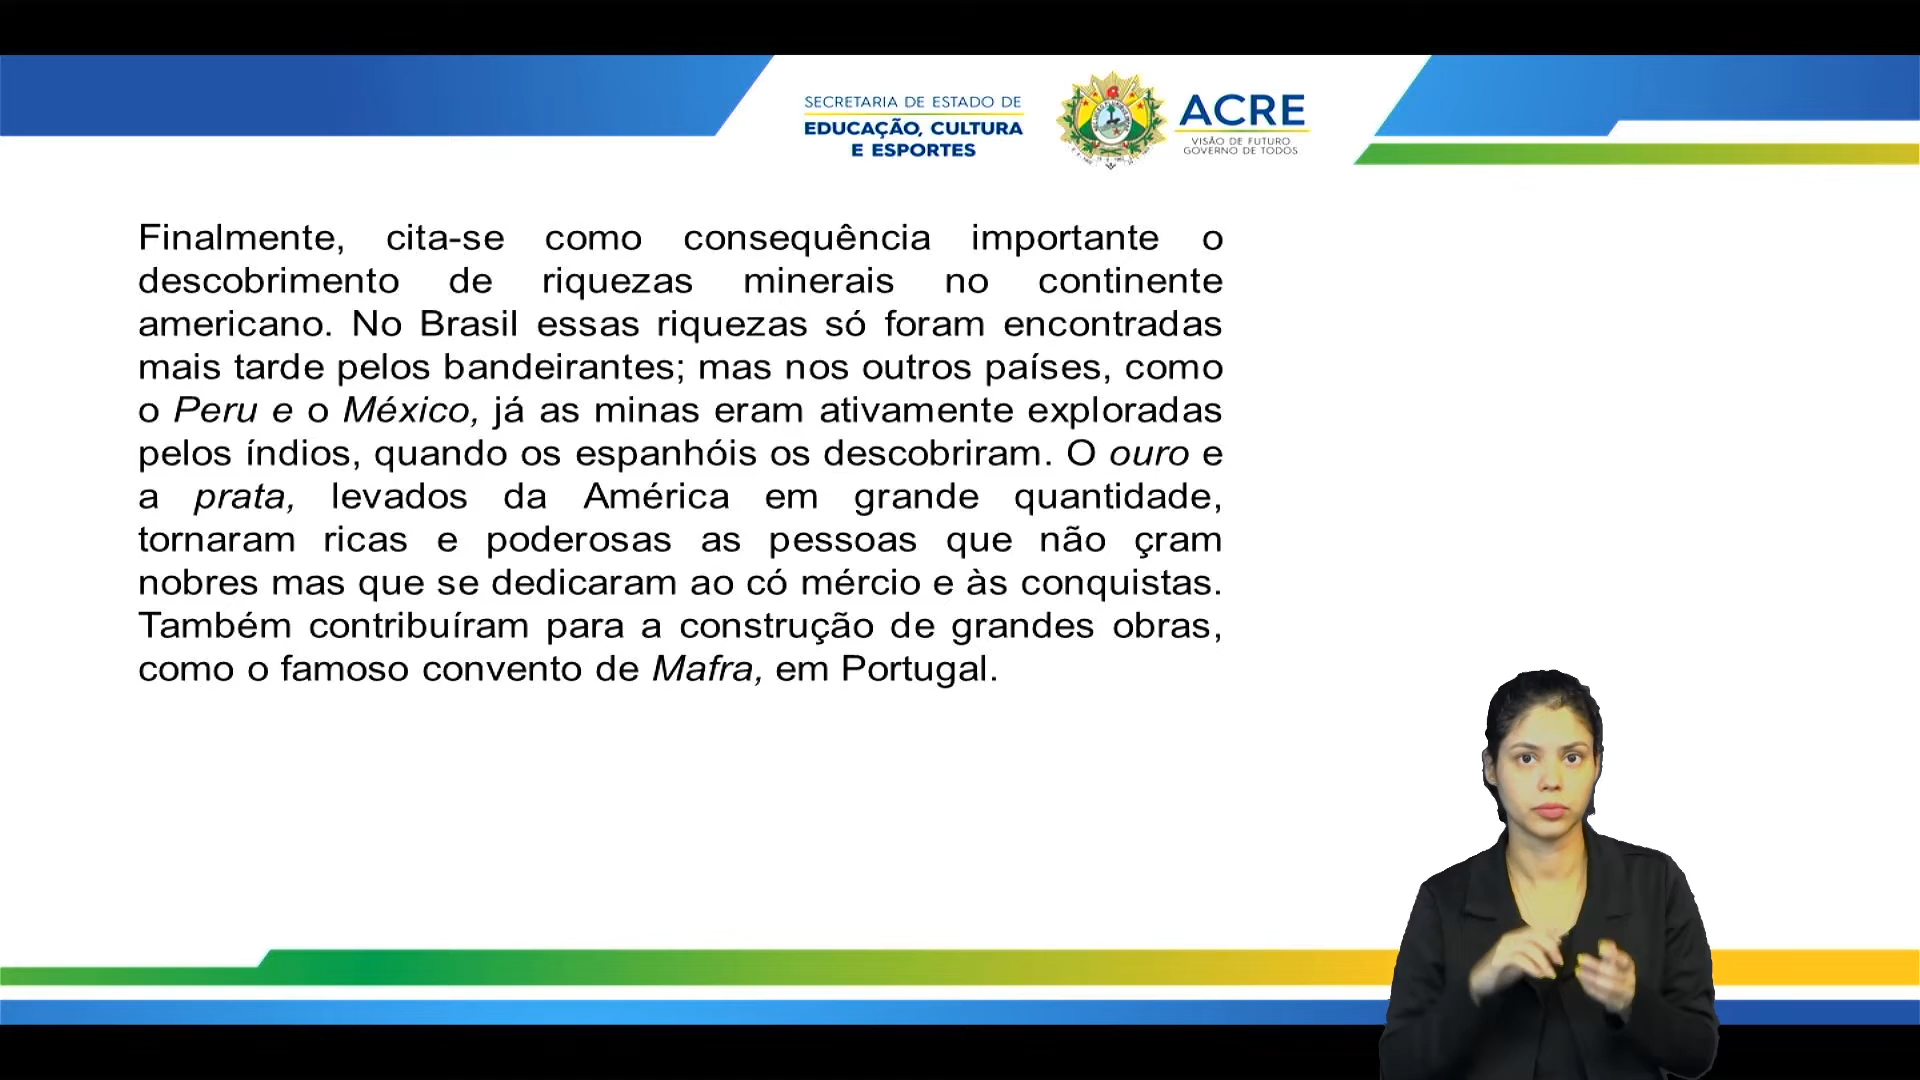 SECRETARIA DE ESTADO DE
EDUCAÇÃO, CULTURA
E ESPORTES
ACRE
VISÃO DE FUTURO
GOVERNO DE TODOS
Finalmente, cita-se como consequência importante o
descobrimento de riquezas minerais no continente
americano. No Brasil essas riquezas só foram encontradas
mais tarde pelos bandeirantes; mas nos outros países, como
o Peru e o México, já as minas eram ativamente exploradas
pelos índios, quando os espanhóis os descobriram. O ouro e
a prata, levados da América em grande quantidade,
tornaram ricas e poderosas as pessoas que não çram
nobres mas que se dedicaram ao có mércio e às conquistas.
Também contribuíram para a construção de grandes obras,
como o famoso convento de Mafra, em Portugal.